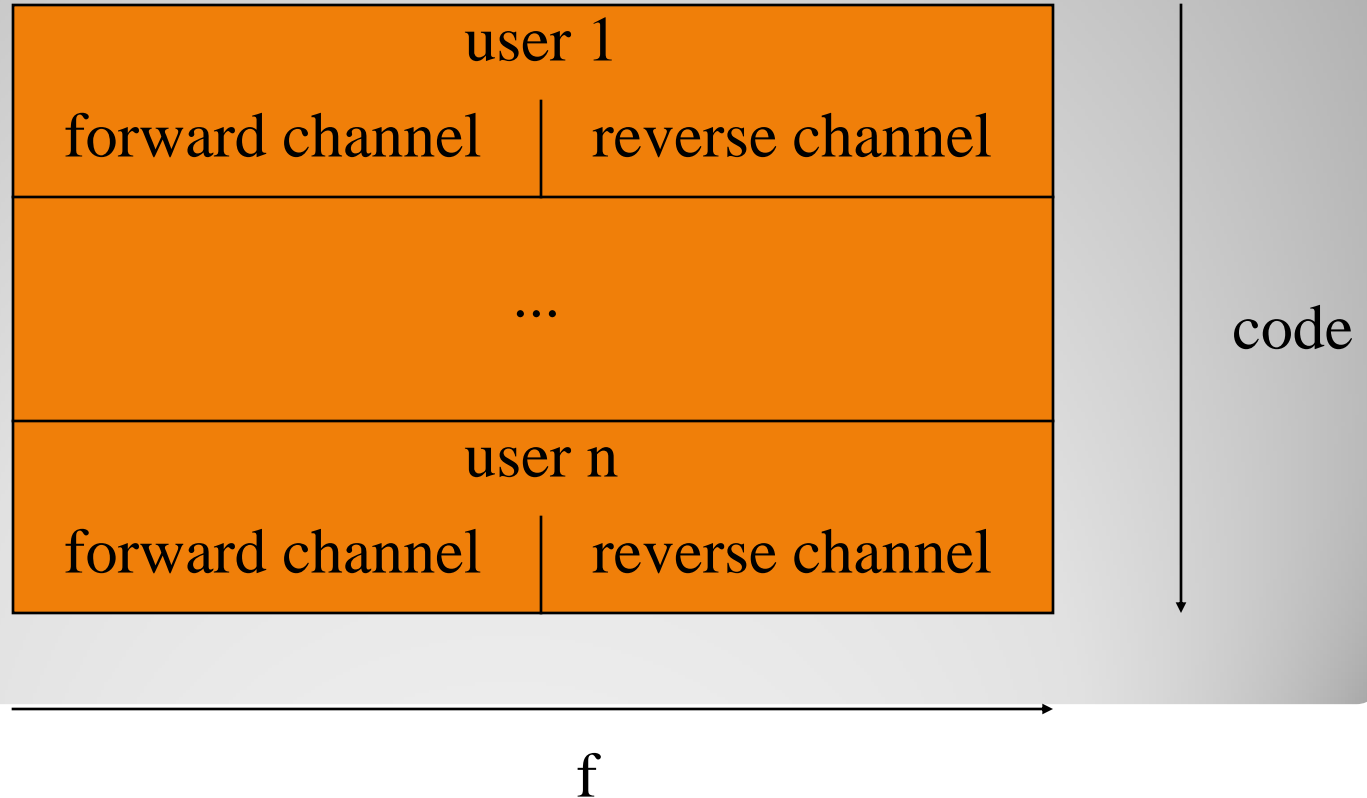 user 1
forward channel reverse channel
...
code
user n
forward channel reverse channel
f